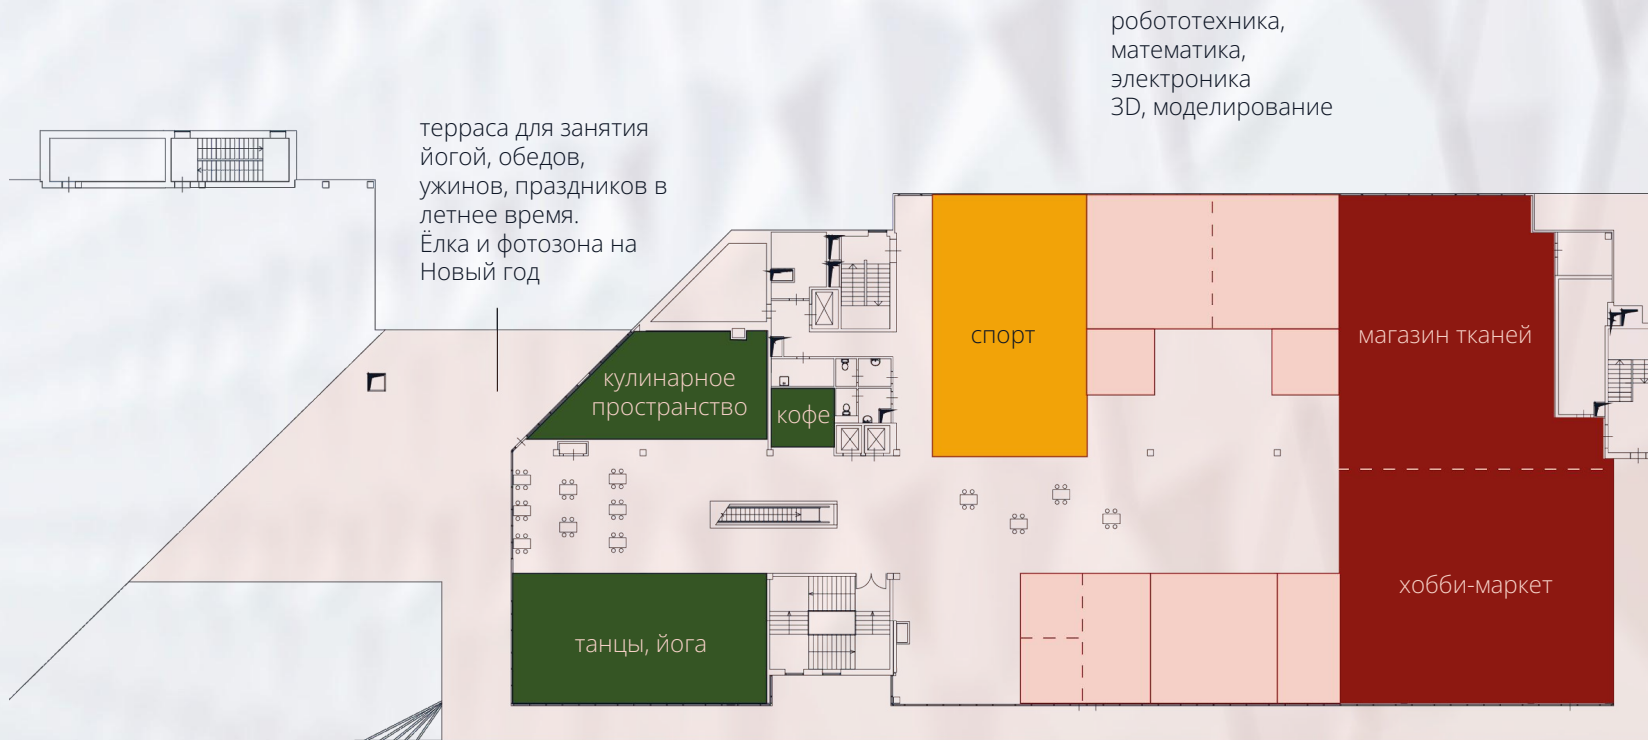 робототехника,
математика,
электроника
3D, моделирование
терраса для занятия
йогой, обедов,
ужинов, праздников в
летнее время.
Ёлка и фотозона на
Новый год
спорт
магазин тканей
кулинарное
пространство
кофе
хобби-маркет
танцы, йога